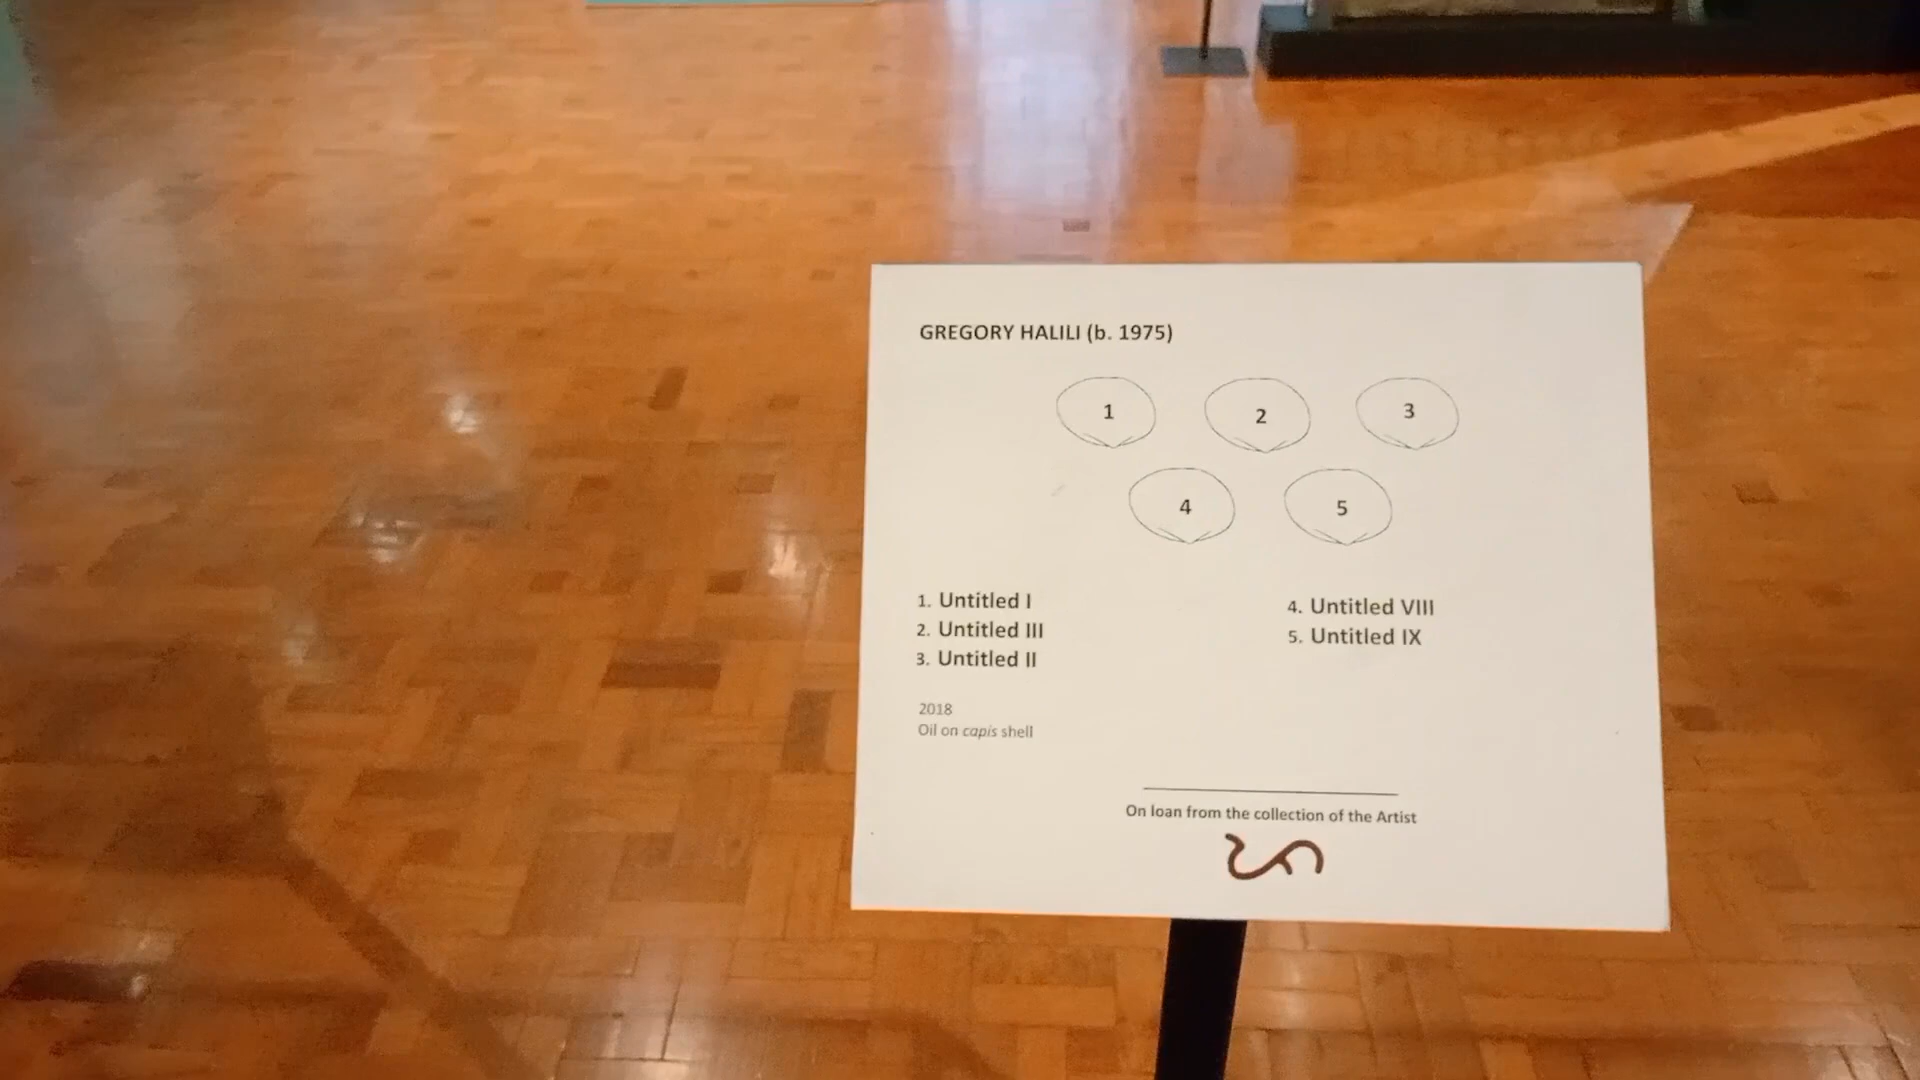 GREGORY HALILI (b. 1975)
1 2 3
4 5
1. Untitled I
2. Untitled III
3. Untitled II
4. Untitled VIII
5. Untitled IX
2018
Oil on capis shell
On loan from the collection of the Artist